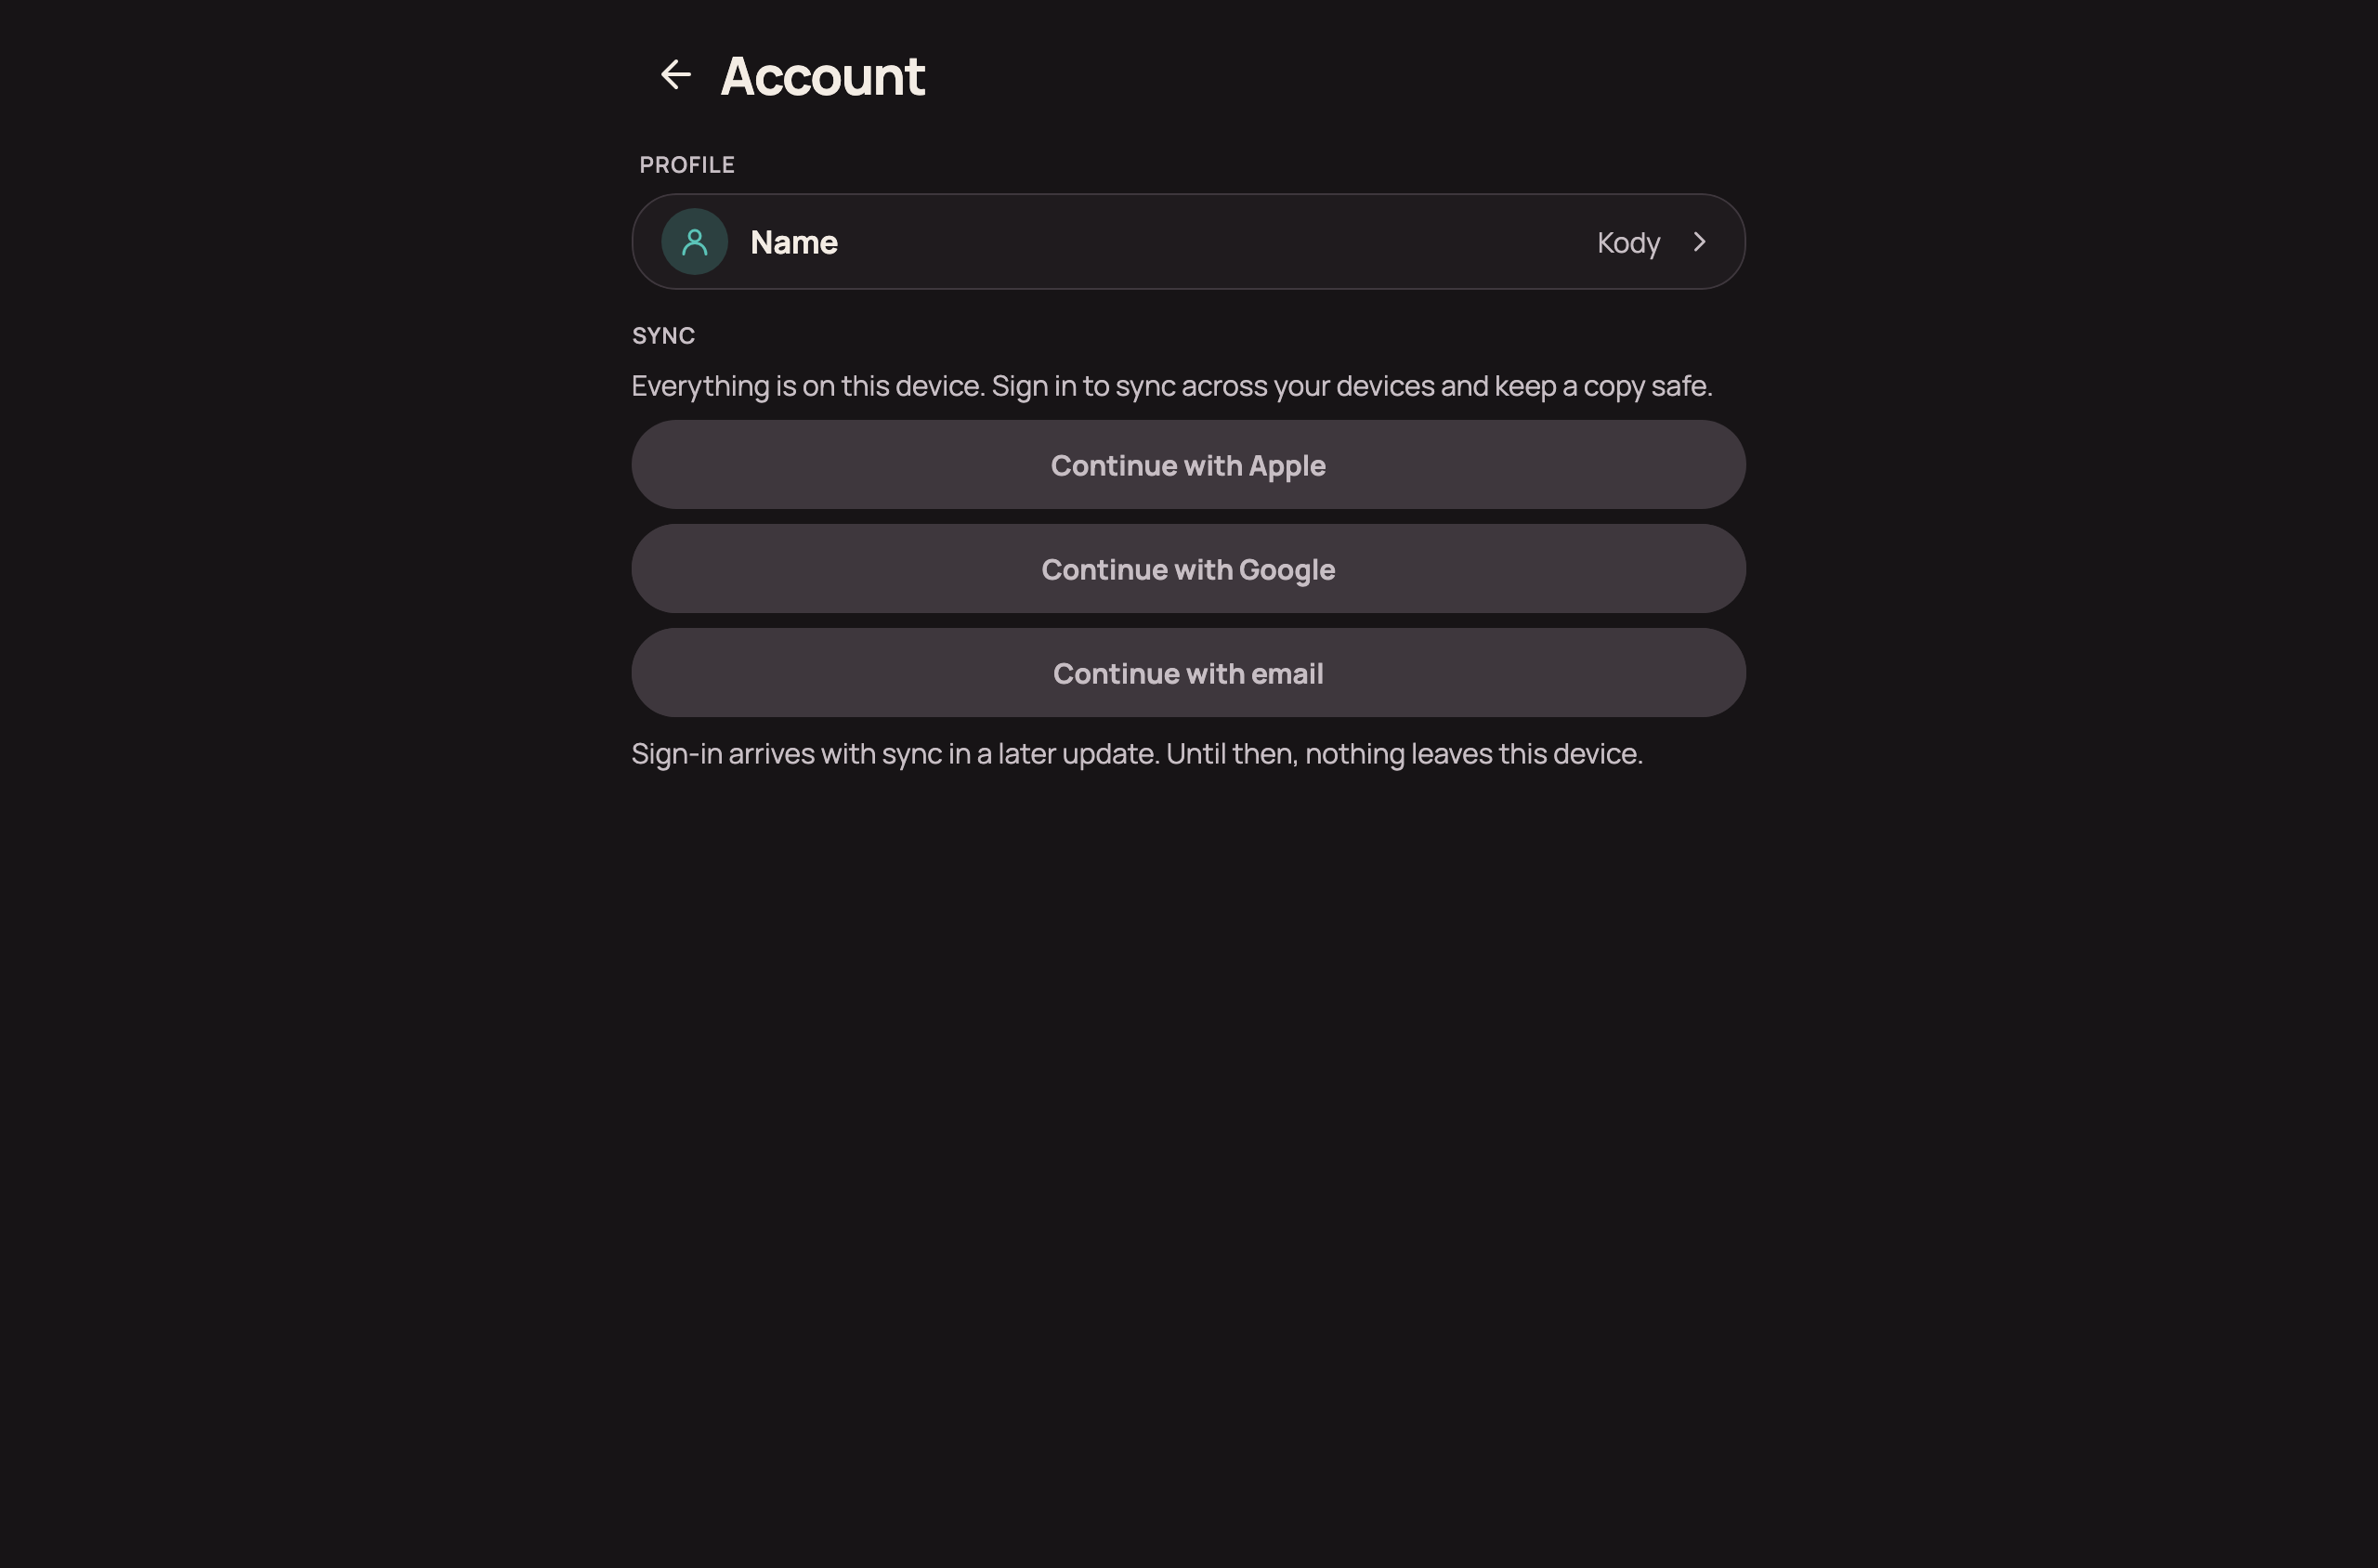 Account
PROFILE
Name
Kody
SYNC
Everything is on this device. Sign in to sync across your devices and keep a copy safe.
Continue with Apple
Continue with Google
Continue with email
Sign-in arrives with sync in a later update. Until then, nothing leaves this device.